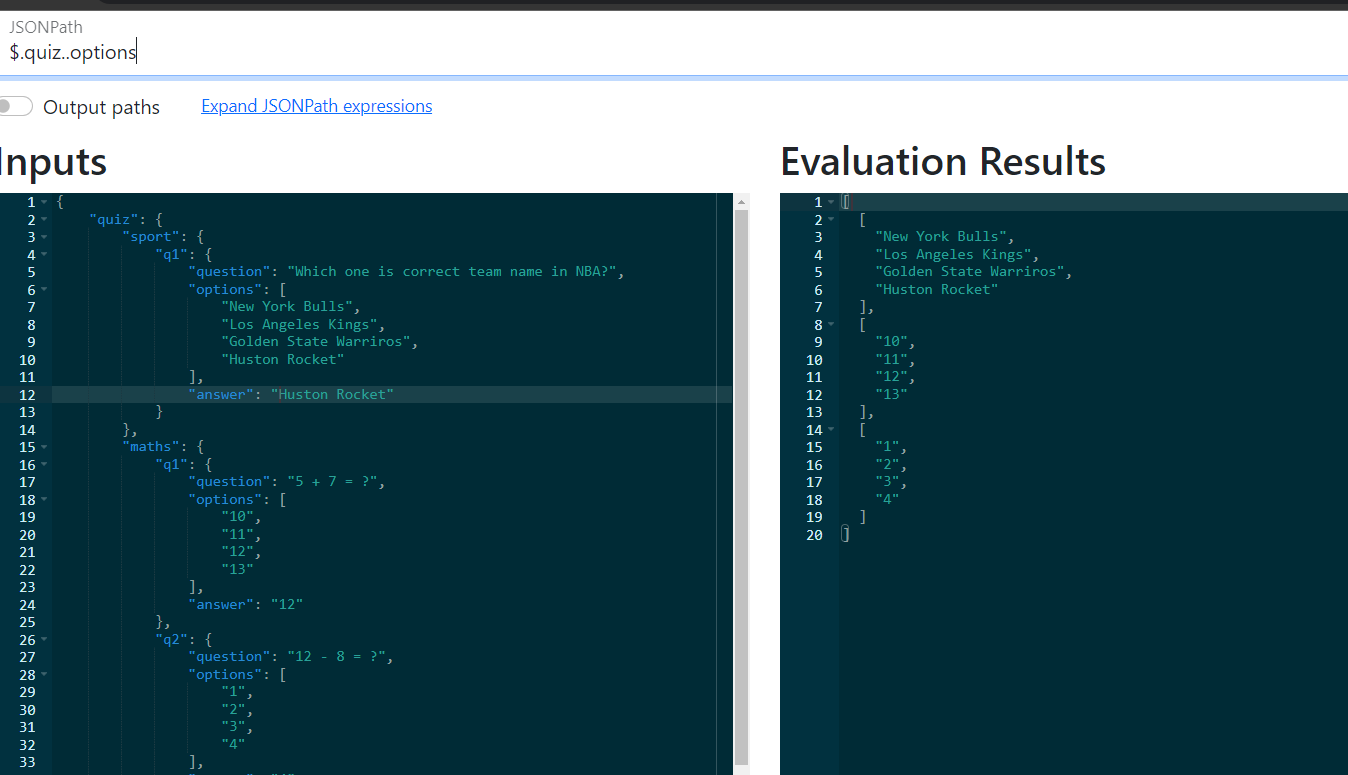 JSONPath
$.quiz..options
Output paths Expand JSONPath expressions
Inputs
1 {
2 "quiz": {
3 "sport": {
4 "q1": {
5 "question": "Which one is correct team name in NBA?",
6 "options": [
7 "New York Bulls",
8 "Los Angeles Kings",
9 "Golden State Warriros",
10 "Huston Rocket"
11 ],
12 "answer": "Huston Rocket"
13 }
14 },
15 "maths": {
16 "q1": {
17 "question": "5 + 7 = ?",
18 "options": [
19 "10",
20 "11",
21 "12",
22 "13"
23 ],
24 "answer": "12"
25 },
26 "q2": {
27 "question": "12 - 8 = ?",
28 "options": [
29 "1",
30 "2",
31 "3",
32 "4"
33 ],
Evaluation Results
1 [
2 [
3 "New York Bulls",
4 "Los Angeles Kings",
5 "Golden State Warriros",
6 "Huston Rocket"
7 ],
8 [
9 "10",
10 "11",
11 "12",
12 "13"
13 ],
14 [
15 "1",
16 "2",
17 "3",
18 "4"
19 ]
20 ]